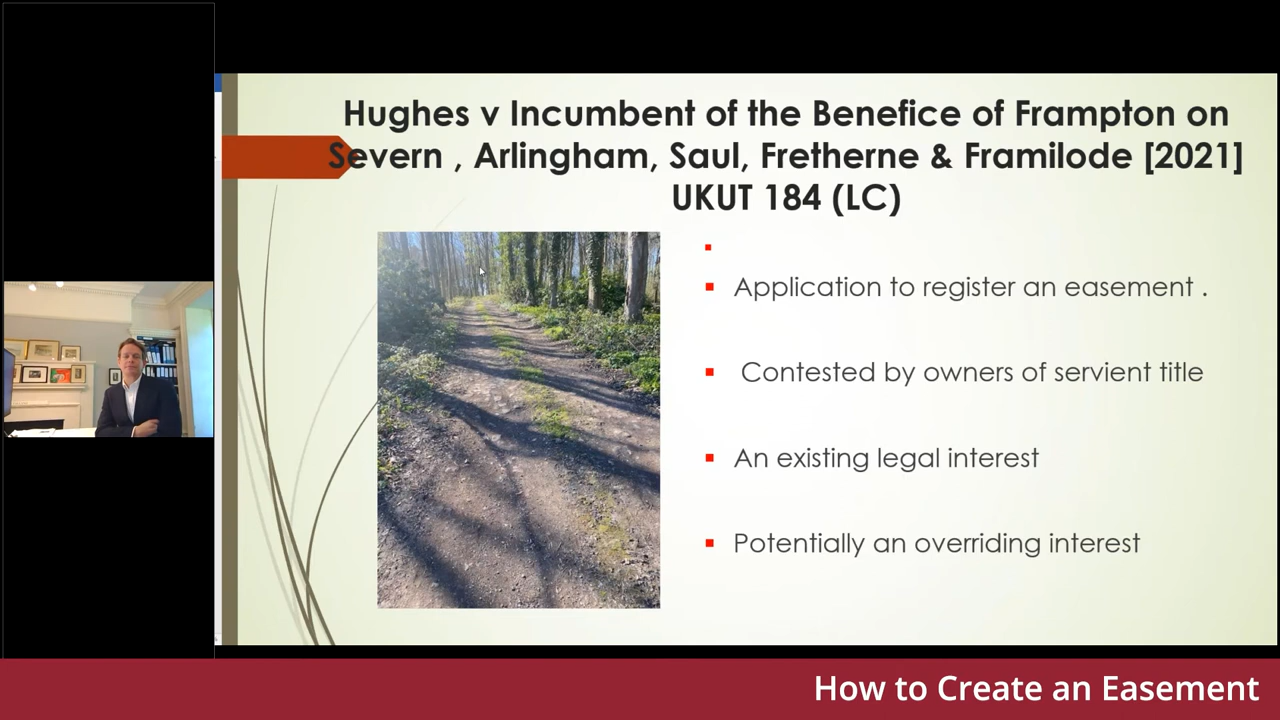 Hughes v Incumbent of the Benefice of Frampton on
Severn , Arlingham, Saul, Fretherne & Framilode [2021]
UKUT 184 (LC)
Application to register an easement .
Contested by owners of servient title
An existing legal interest
Potentially an overriding interest
How to Create an Easement